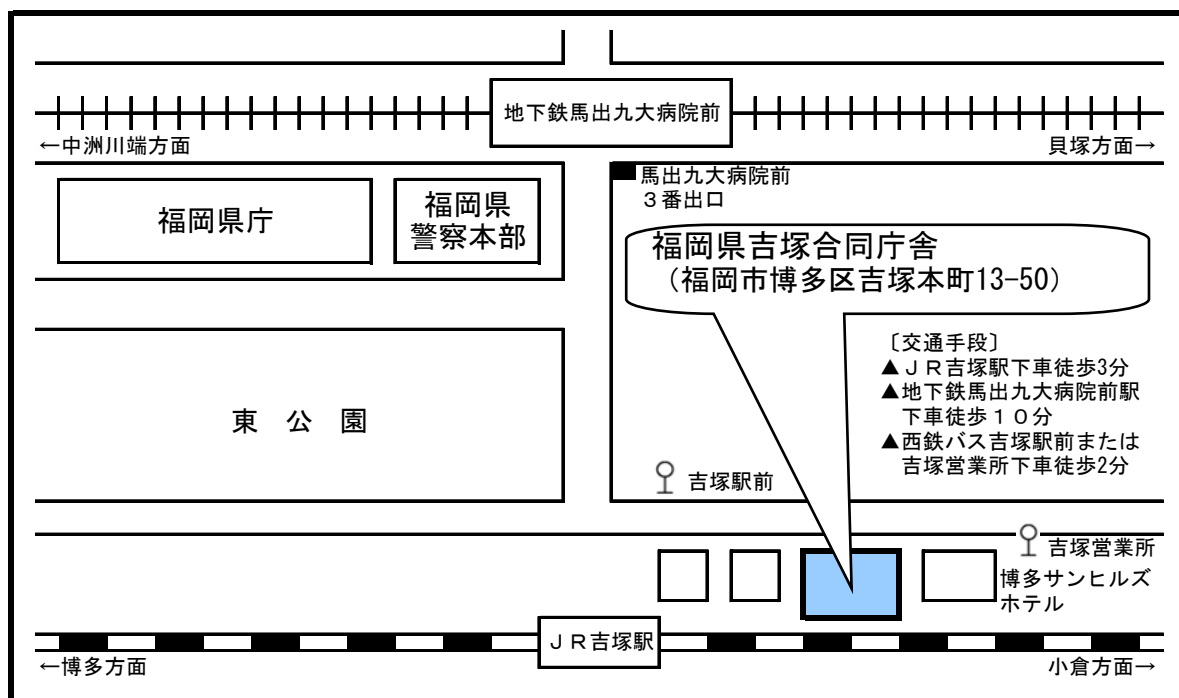 地下鉄馬出九大病院前
←中洲川端方面
貝塚方面→
馬出九大病院前
３番出口
福岡県庁
福岡県
警察本部
福岡県吉塚合同庁舎
（福岡市博多区吉塚本町13-50）
〔交通手段〕
▲ＪＲ吉塚駅下車徒歩3分
▲地下鉄馬出九大病院前駅
下車徒歩１０分
▲西鉄バス吉塚駅前または
吉塚営業所下車徒歩2分
東　公　園
吉塚駅前
吉塚営業所
博多サンヒルズ
ホテル
ＪＲ吉塚駅
←博多方面
小倉方面→